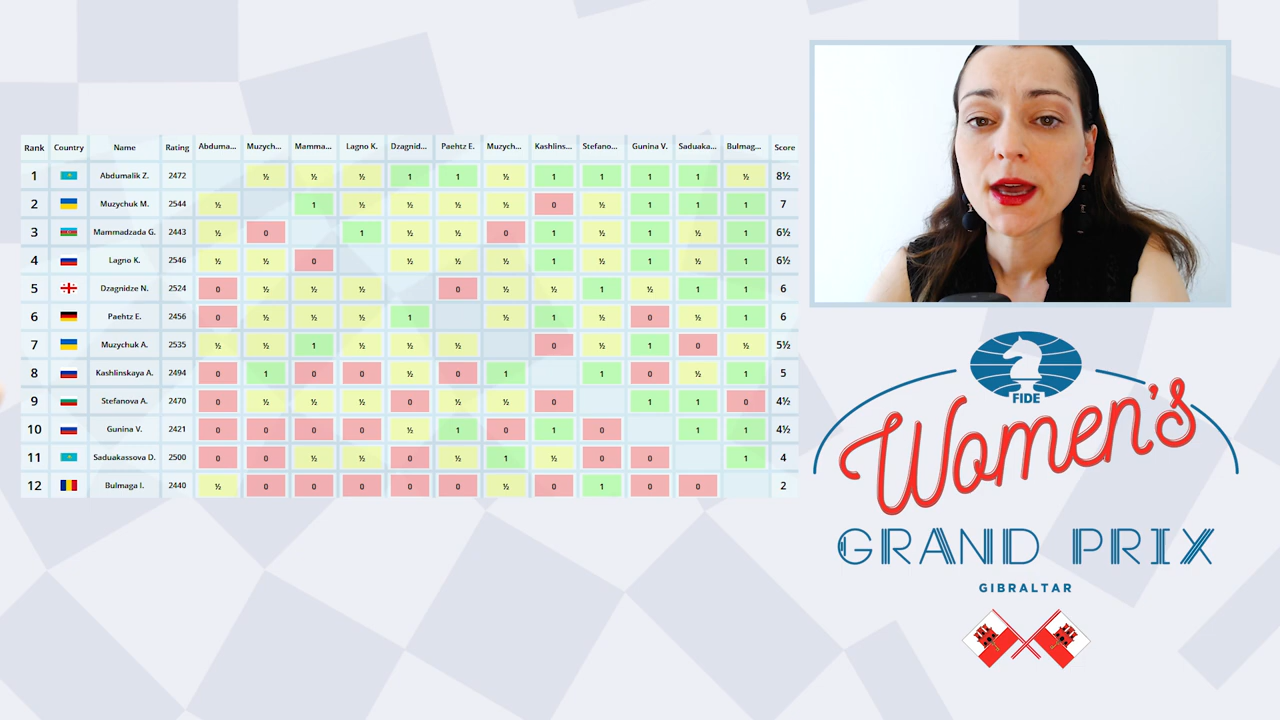 Rank Country Name Rating Abduma... Muzych... Mamma... Lagno K. Dzagnid... Paehtz E. Muzych... Kashlins... Stefano... Gunina V. Saduaka... Bulmag... Score
1 Abdumalik Z. 2472 ½ ½ ½ 1 1 ½ 1 1 1 1 ½ 8½
2 Muzychuk M. 2544 ½ 1 ½ ½ ½ ½ 0 ½ 1 1 1 7
3 Mammadzada G. 2443 ½ 0 1 ½ ½ 0 1 ½ 1 ½ 1 6½
4 Lagno K. 2546 ½ ½ 0 ½ ½ ½ 1 ½ 1 ½ 1 6½
5 Dzagnidze N. 2524 0 ½ ½ ½ 0 ½ ½ 1 ½ 1 1 6
6 Paehtz E. 2456 0 ½ ½ ½ 1 ½ 1 ½ 0 ½ 1 6
7 Muzychuk A. 2535 ½ ½ 1 ½ ½ ½ 0 ½ 1 0 ½ 5½
8 Kashlinskaya A. 2494 0 1 0 0 ½ 0 1 1 0 ½ 1 5
9 Stefanova A. 2470 0 ½ ½ ½ 0 ½ ½ 0 1 1 0 4½
10 Gunina V. 2421 0 0 0 0 ½ 1 0 1 0 1 1 4½
11 Saduakassova D. 2500 0 0 ½ ½ 0 ½ 1 ½ 0 0 1 4
12 Bulmaga I. 2440 ½ 0 0 0 0 0 ½ 0 1 0 0 2
FIDE
Women's
GRAND PRIX
GIBRALTAR